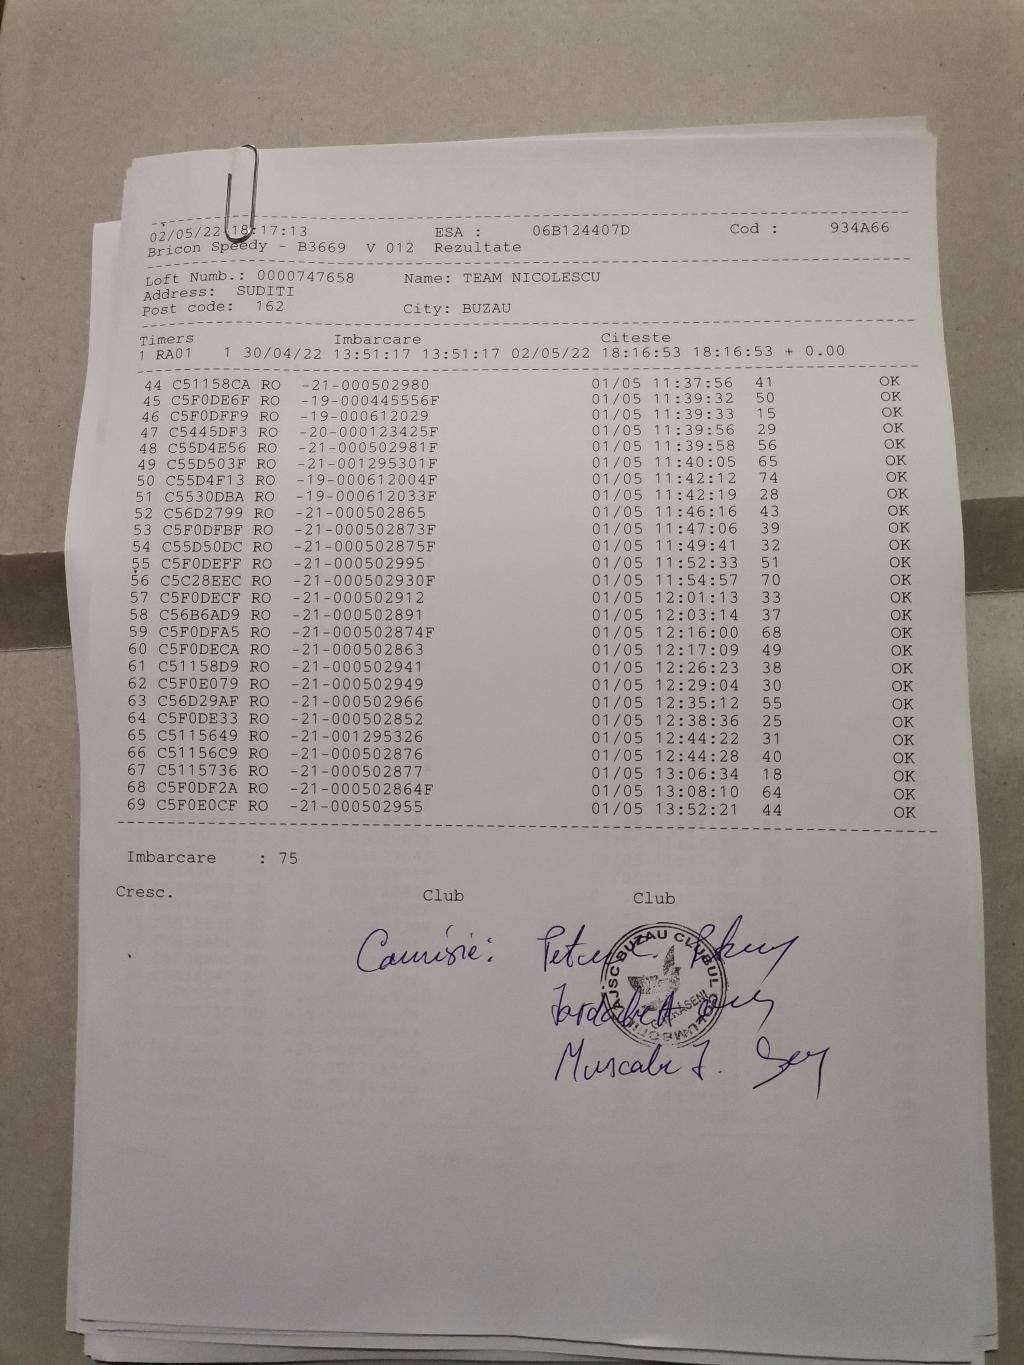 02/05/22 18:17:13 ESA : 06B124407D Cod : 934A66
Bricon Speedy - B3669 V 012 Rezultate
Loft Numb.: 0000747658 Name: TEAM NICOLESCU
Address: SUDITI
Post code: 162 City: BUZAU
Timers Imbarcare Citeste
1 RA01 1 30/04/22 13:51:17 13:51:17 02/05/22 18:16:53 18:16:53 + 0.00
44 C51158CA RO -21-000502980 01/05 11:37:56 41 OK
45 C5F0DE6F RO -19-000445556F 01/05 11:39:32 50 OK
46 C5F0DFF9 RO -19-000612029 01/05 11:39:33 15 OK
47 C5445DF3 RO -20-000123425F 01/05 11:39:56 29 OK
48 C55D4E56 RO -21-000502981F 01/05 11:39:58 56 OK
49 C55D503F RO -21-001295301F 01/05 11:40:05 65 OK
50 C55D4F13 RO -19-000612004F 01/05 11:42:12 74 OK
51 C5530DBA RO -19-000612033F 01/05 11:42:19 28 OK
52 C56D2799 RO -21-000502865 01/05 11:46:16 43 OK
53 C5F0DFBF RO -21-000502873F 01/05 11:47:06 39 OK
54 C55D50DC RO -21-000502875F 01/05 11:49:41 32 OK
55 C5F0DEFF RO -21-000502995 01/05 11:52:33 51 OK
56 C5C28EEC RO -21-000502930F 01/05 11:54:57 70 OK
57 C5F0DECF RO -21-000502912 01/05 12:01:13 33 OK
58 C56B6AD9 RO -21-000502891 01/05 12:03:14 37 OK
59 C5F0DFA5 RO -21-000502874F 01/05 12:16:00 68 OK
60 C5F0DECA RO -21-000502863 01/05 12:17:09 49 OK
61 C51158D9 RO -21-000502941 01/05 12:26:23 38 OK
62 C5F0E079 RO -21-000502949 01/05 12:29:04 30 OK
63 C56D29AF RO -21-000502966 01/05 12:35:12 55 OK
64 C5F0DE33 RO -21-000502852 01/05 12:38:36 25 OK
65 C5115649 RO -21-001295326 01/05 12:44:22 31 OK
66 C51156C9 RO -21-000502876 01/05 12:44:28 40 OK
67 C5115736 RO -21-000502877 01/05 13:06:34 18 OK
68 C5F0DF2A RO -21-000502864F 01/05 13:08:10 64 OK
69 C5F0E0CF RO -21-000502955 01/05 13:52:21 44 OK
Imbarcare : 75
Cresc. Club Club
Comisie:
AJSC BUZAU CLUBUL